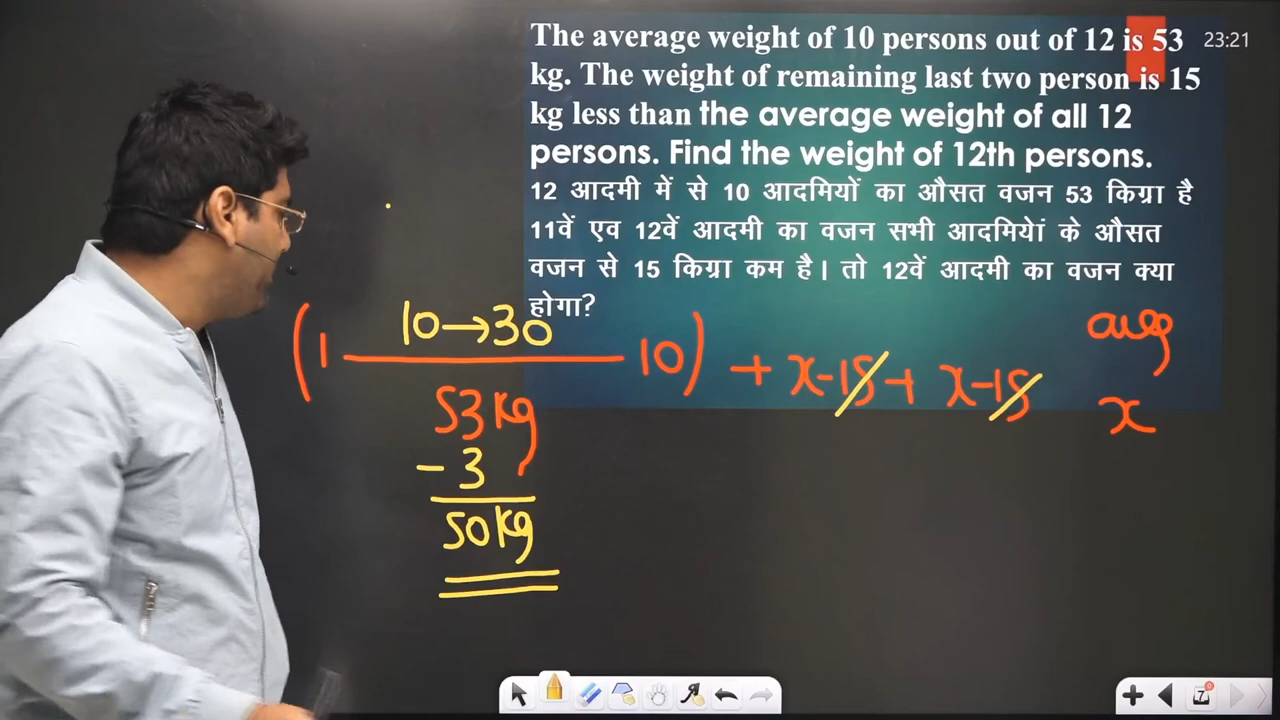 The average weight of 10 persons out of 12 is 53
kg. The weight of remaining last two person is 15
kg less than the average weight of all 12
persons. Find the weight of 12th persons.
12 आदमी में से 10 आदमियों का औसत वजन 53 किग्रा है
11वें एव 12वें आदमी का वजन सभी आदमियेां के औसत
वजन से 15 किग्रा कम है। तो 12वें आदमी का वजन क्या
होगा?
23:21
10→30
(1 — 10) + x-15 + x-15
avg
x
53kg
-3
50kg
7
0